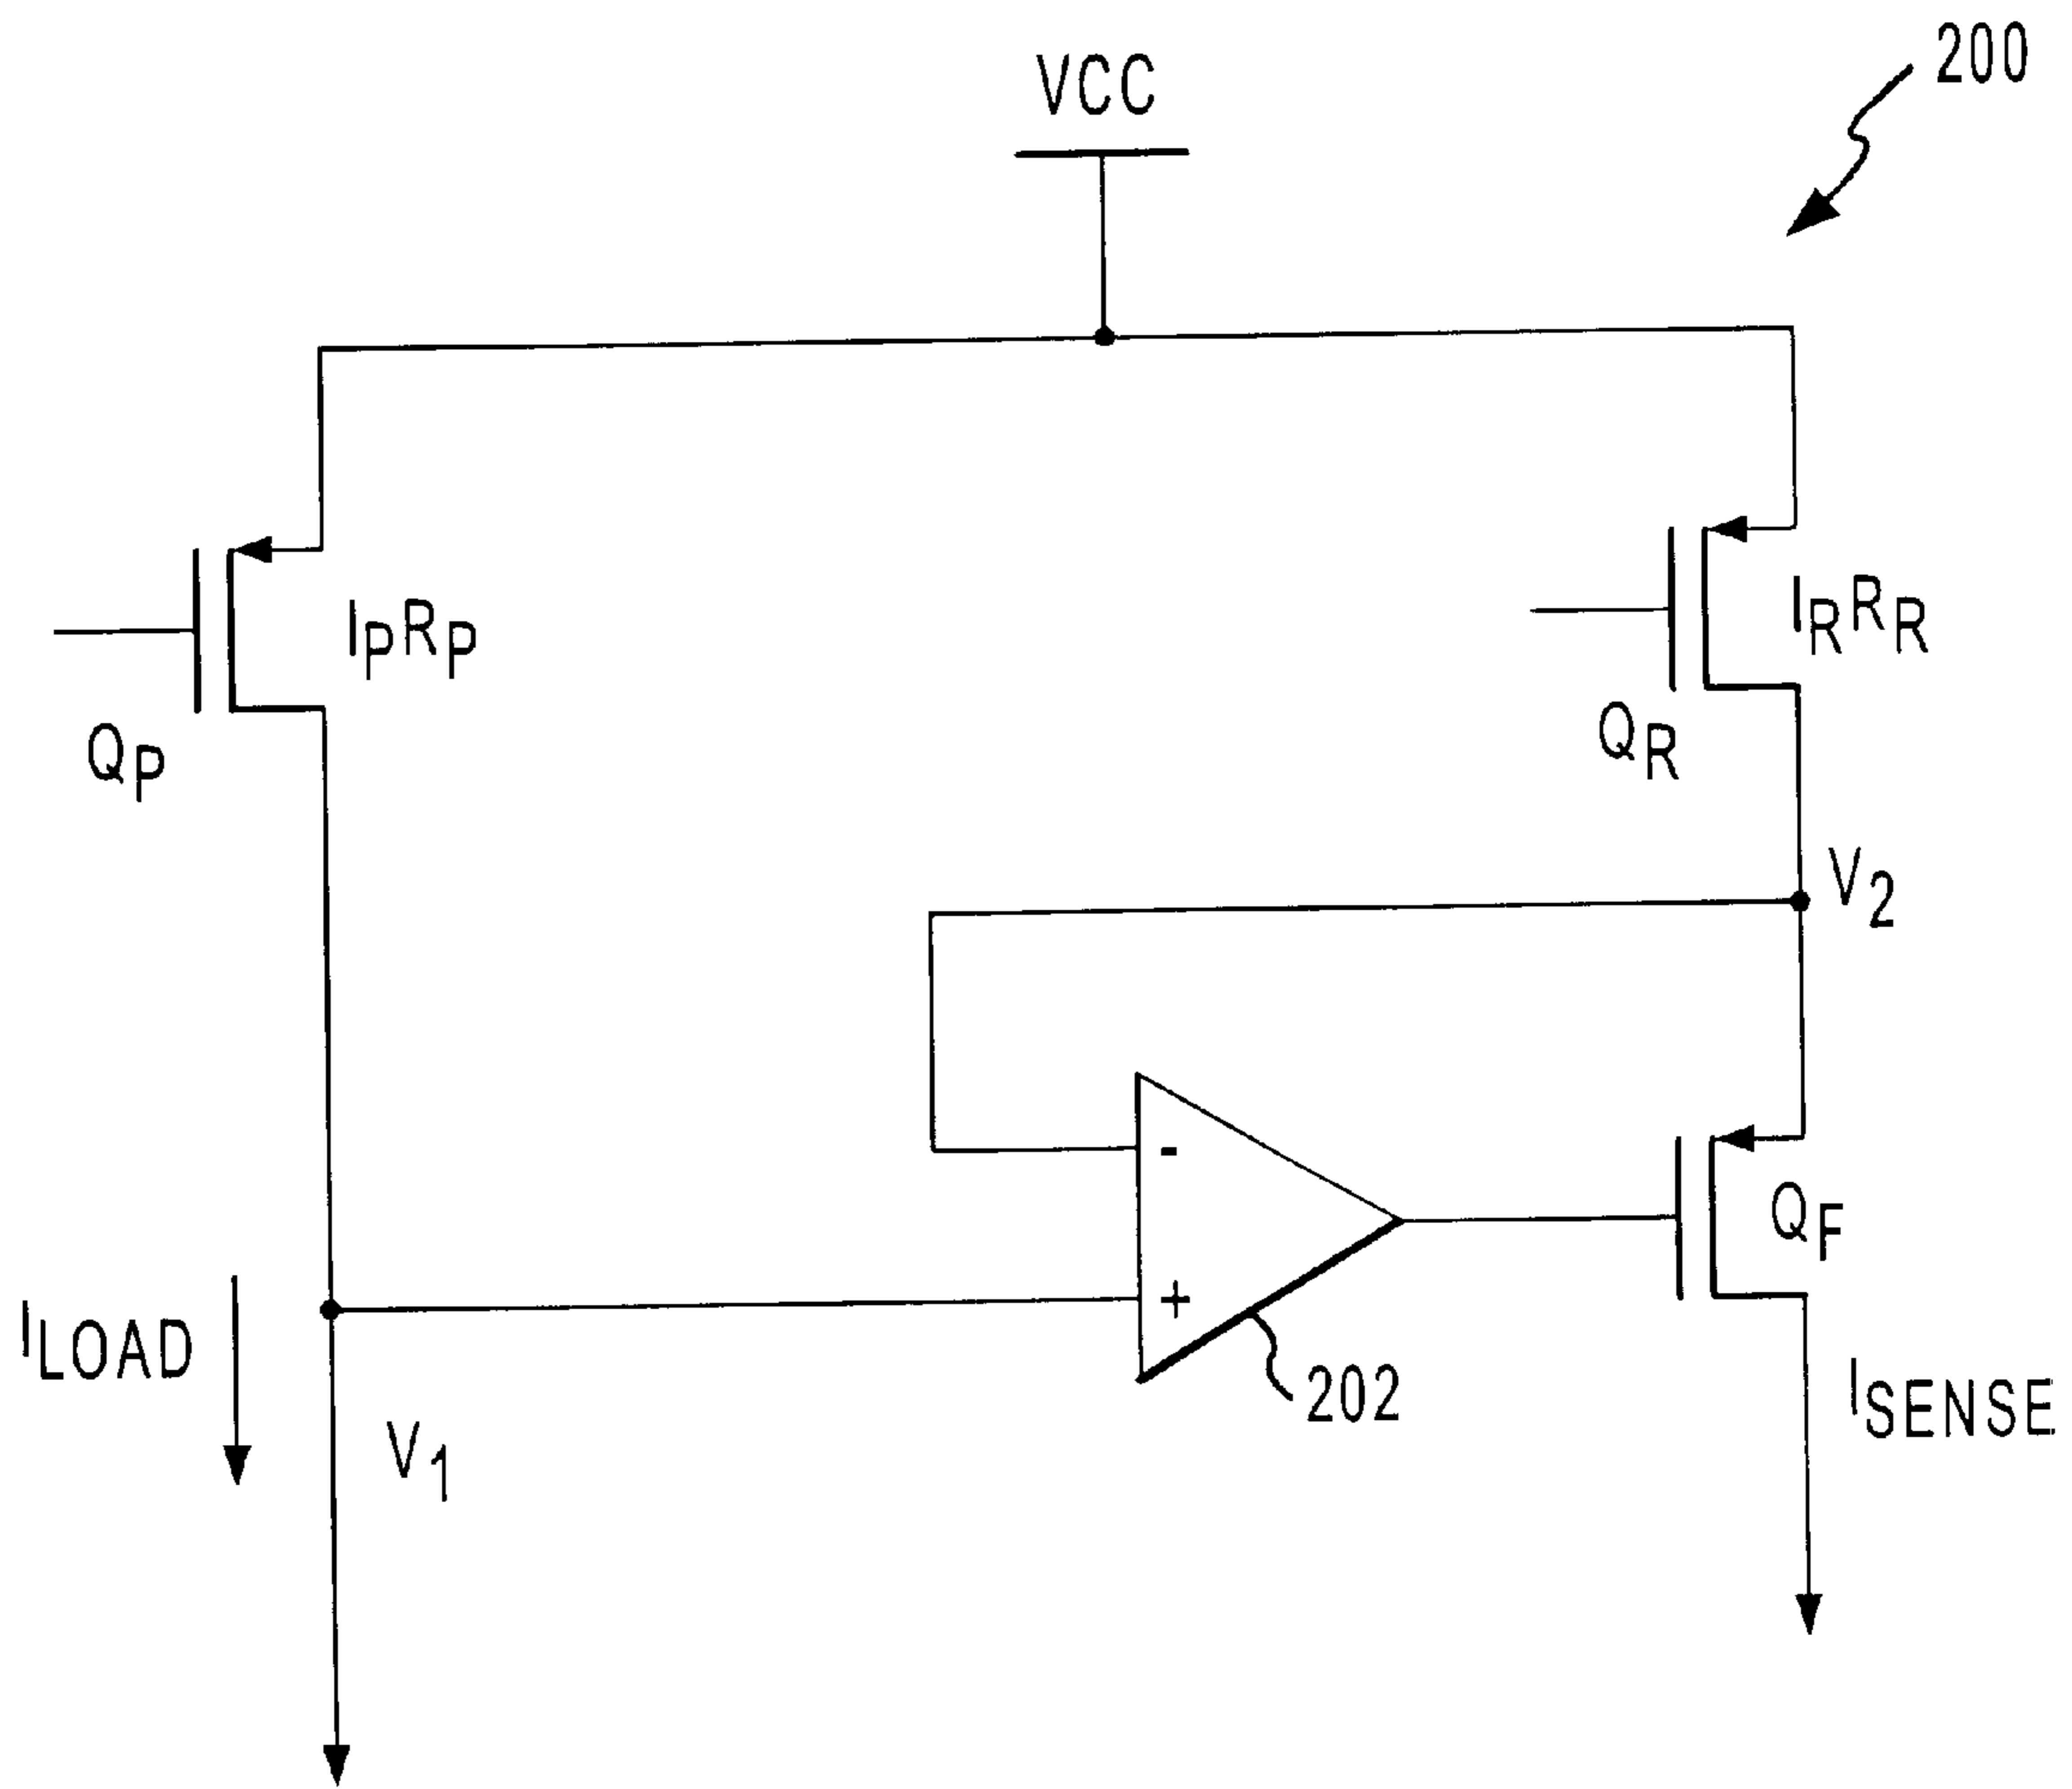 200
VCC
IPRP
IRRR
QP
QR
V2
-
QF
+
ILOAD
202
ISENSE
V1